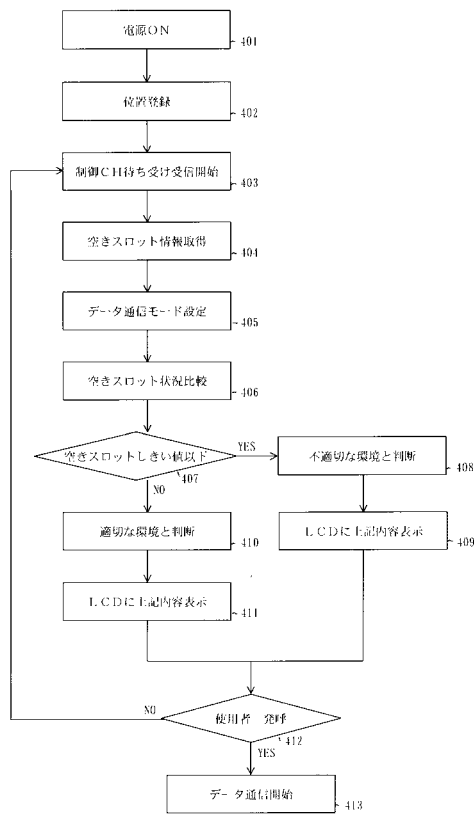 電源ON
401
位置登録
402
制御CH待ち受け受信開始
403
空きスロット情報取得
404
データ通信モード設定
405
空きスロット状況比較
406
空きスロットしきい値以下
407
YES
NO
不適切な環境と判断
408
適切な環境と判断
410
LCDに上記内容表示
409
LCDに上記内容表示
411
使用者 発呼
412
NO
YES
データ通信開始
413